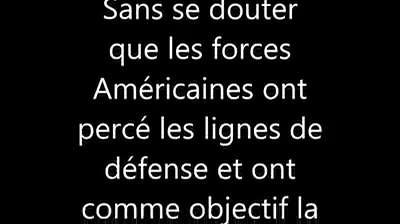 Sans se douter
que les forces
Américaines ont
percé les lignes de
défense et ont
comme objectif la